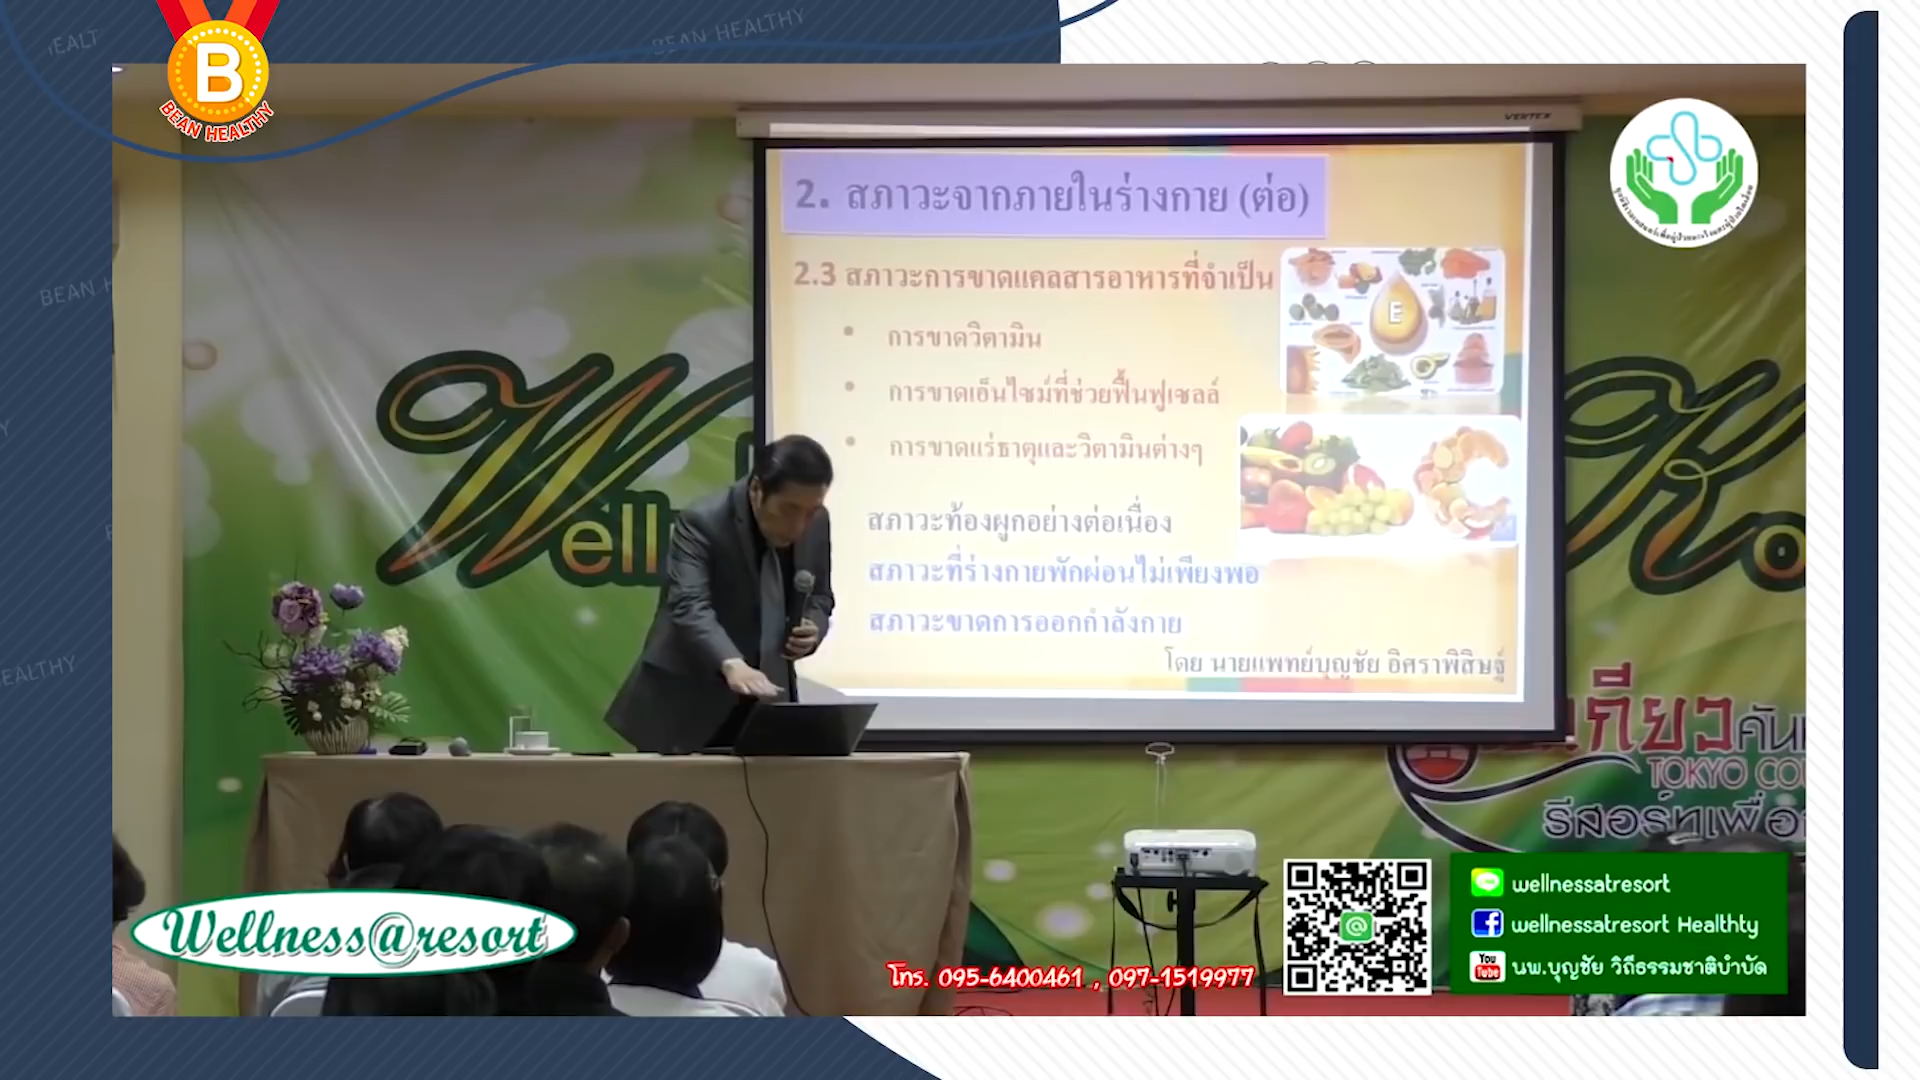 B
BEAN HEALTHY
BEAN HEALTHY
VERTEX
2. สภาวะจากภายในร่างกาย (ต่อ)
2.3 สภาวะการขาดแคลสารอาหารที่จำเป็น
• การขาดวิตามิน
• การขาดเอ็นไซม์ที่ช่วยฟื้นฟูเซลล์
• การขาดแร่ธาตุและวิตามินต่างๆ
E
สภาวะท้องผูกอย่างต่อเนื่อง
สภาวะที่ร่างกายพักผ่อนไม่เพียงพอ
สภาวะขาดการออกกำลังกาย
โดย นายแพทย์บุญชัย อิศราพิสิษฐ์
Well
เกียวคัน
TOKYO CO
รีสอร์ทเพื่อ
Wellness@resort
โทร. 095-6400461 , 097-1519977
wellnessatresort
wellnessatresort Healthty
You Tube นพ.บุญชัย วิถีธรรมชาติบำบัด